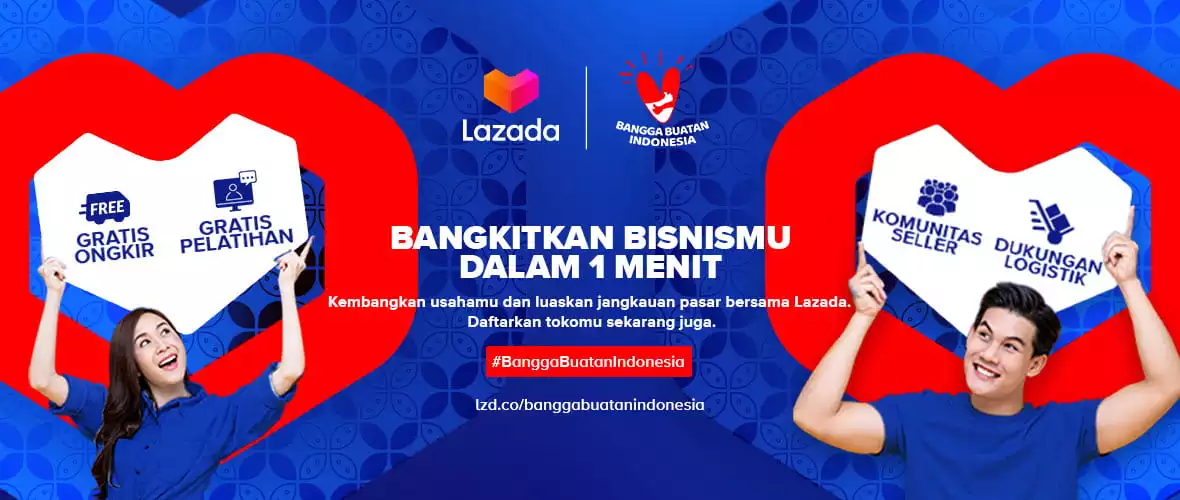 Lazada
BANGGA BUATAN
INDONESIA
FREE
GRATIS
ONGKIR
GRATIS
PELATIHAN
BANGKITKAN BISNISMU
DALAM 1 MENIT
Kembangkan usahamu dan luaskan jangkauan pasar bersama Lazada.
Daftarkan tokomu sekarang juga.
#BanggaBuatanIndonesia
lzd.co/banggabuatanindonesia
KOMUNITAS
SELLER
DUKUNGAN
LOGISTIK